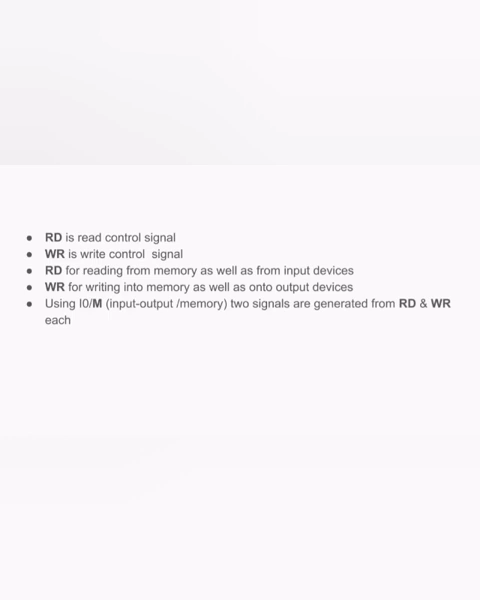 ● RD is read control signal
● WR is write control  signal
● RD for reading from memory as well as from input devices
● WR for writing into memory as well as onto output devices
● Using I0/M (input-output /memory) two signals are generated from RD & WR
each